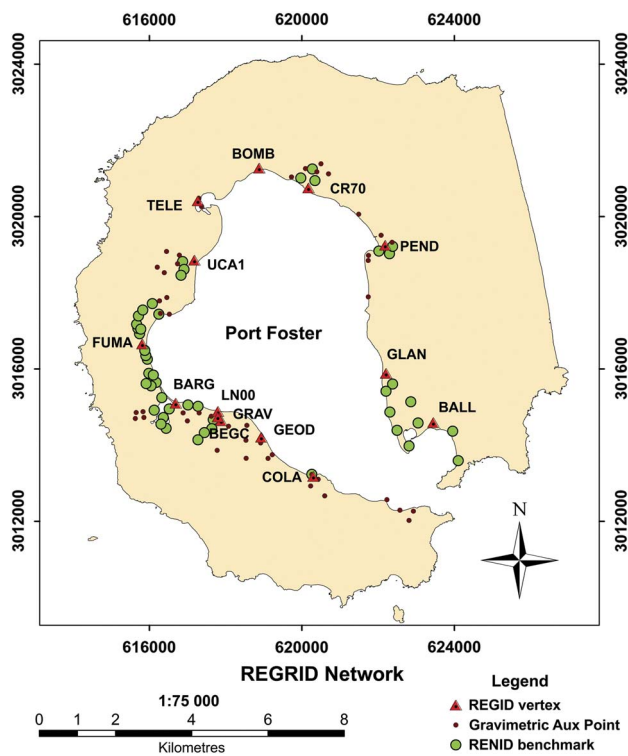 616000 620000 624000
3024000 3024000
BOMB
CR70
TELE
3020000 3020000
PEND
UCA1
Port Foster
FUMA
3016000 3016000
GLAN
BARG
LN00
GRAV
BALL
BEGC
GEOD
COLA
3012000 3012000
N
616000 620000 624000
REGRID Network
Legend
1:75 000
REGID vertex
Gravimetric Aux Point
0 2 4 6 8
RENID benchmark
Kilometres